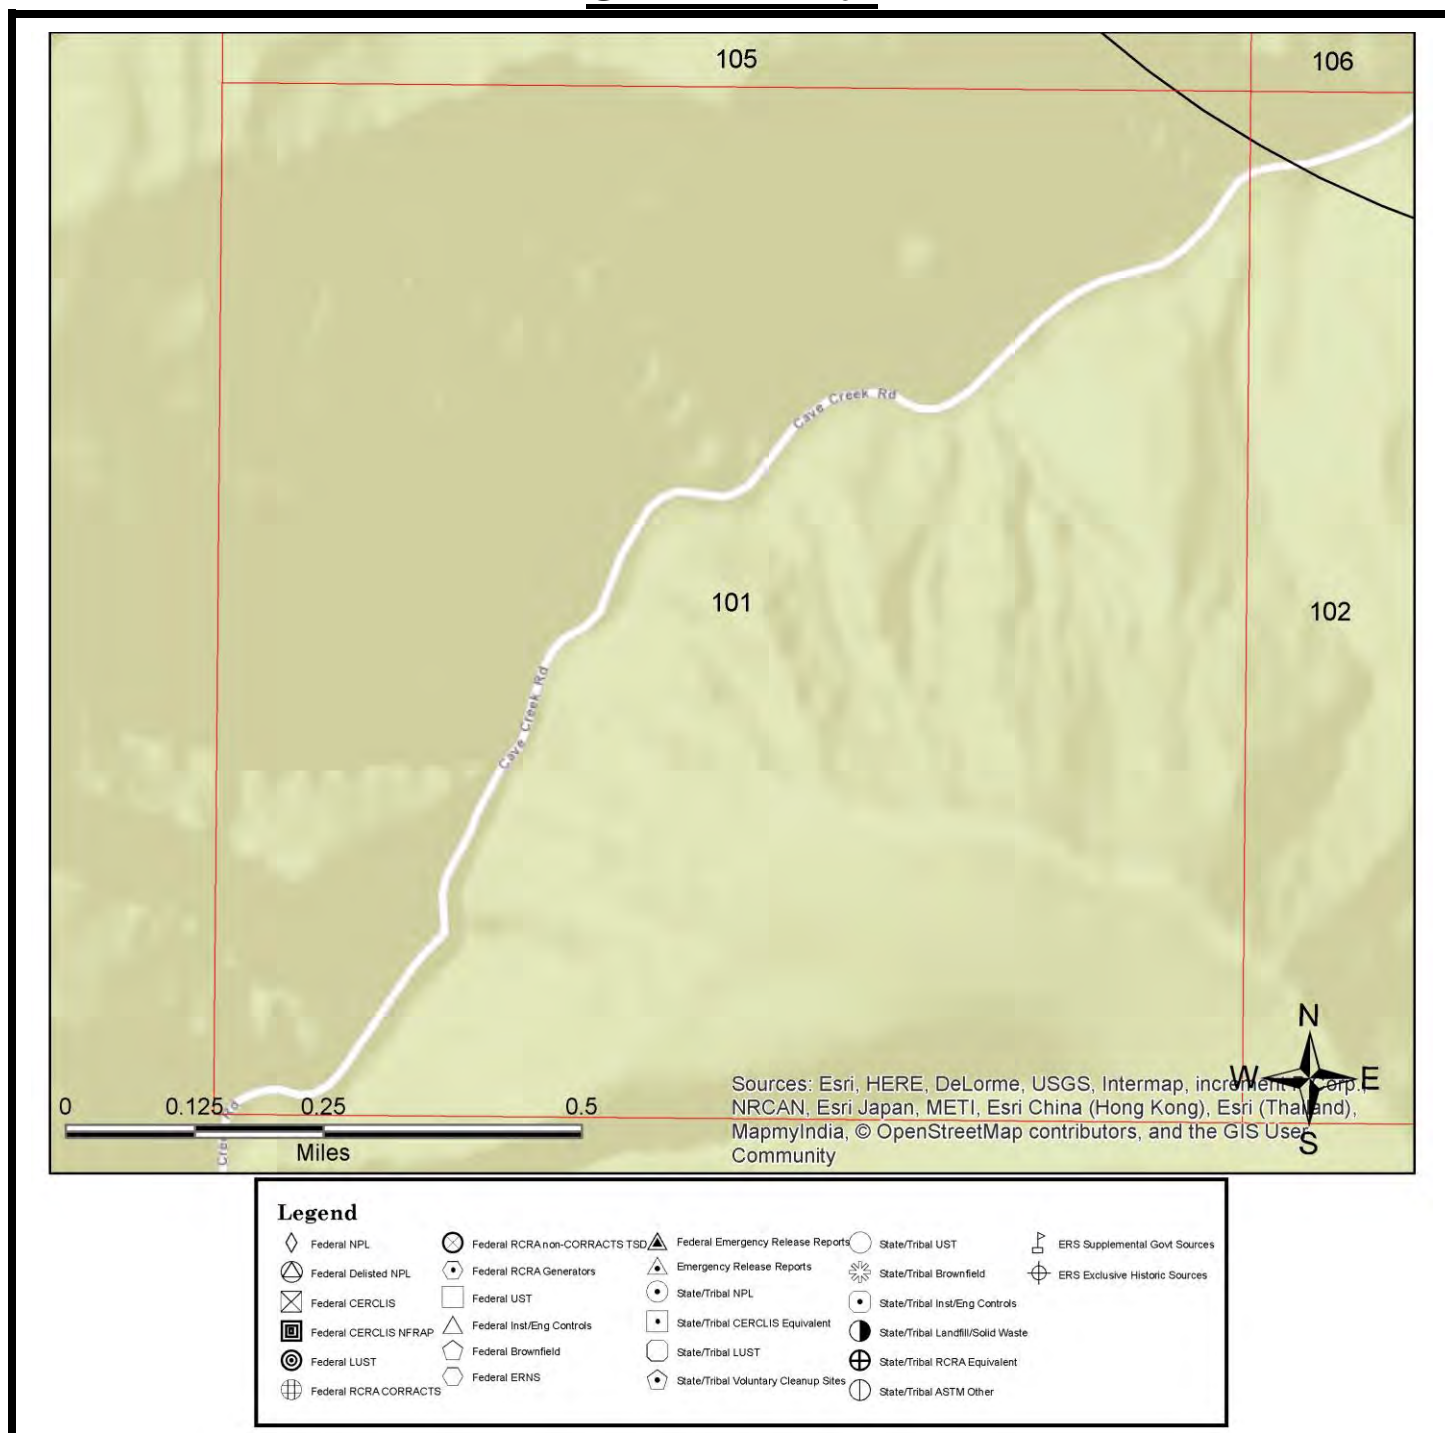 105
106
Cave Creek Rd
101
102
Cave Creek Rd
N
W
E
S
0 0.125 0.25 0.5
Miles
Sources: Esri, HERE, DeLorme, USGS, Intermap, increment P Corp.,
NRCAN, Esri Japan, METI, Esri China (Hong Kong), Esri (Thailand),
MapmyIndia, © OpenStreetMap contributors, and the GIS User
Community
Legend
Federal NPL
Federal Delisted NPL
Federal CERCLIS
Federal CERCLIS NFRAP
Federal LUST
Federal RCRA CORRACTS
Federal RCRA non-CORRACTS TSD
Federal RCRA Generators
Federal UST
Federal Inst/Eng Controls
Federal Brownfield
Federal ERNS
Federal Emergency Release Reports
Emergency Release Reports
State/Tribal NPL
State/Tribal CERCLIS Equivalent
State/Tribal LUST
State/Tribal Voluntary Cleanup Sites
State/Tribal UST
State/Tribal Brownfield
State/Tribal Inst/Eng Controls
State/Tribal Landfill/Solid Waste
State/Tribal RCRA Equivalent
State/Tribal ASTM Other
ERS Supplemental Govt Sources
ERS Exclusive Historic Sources